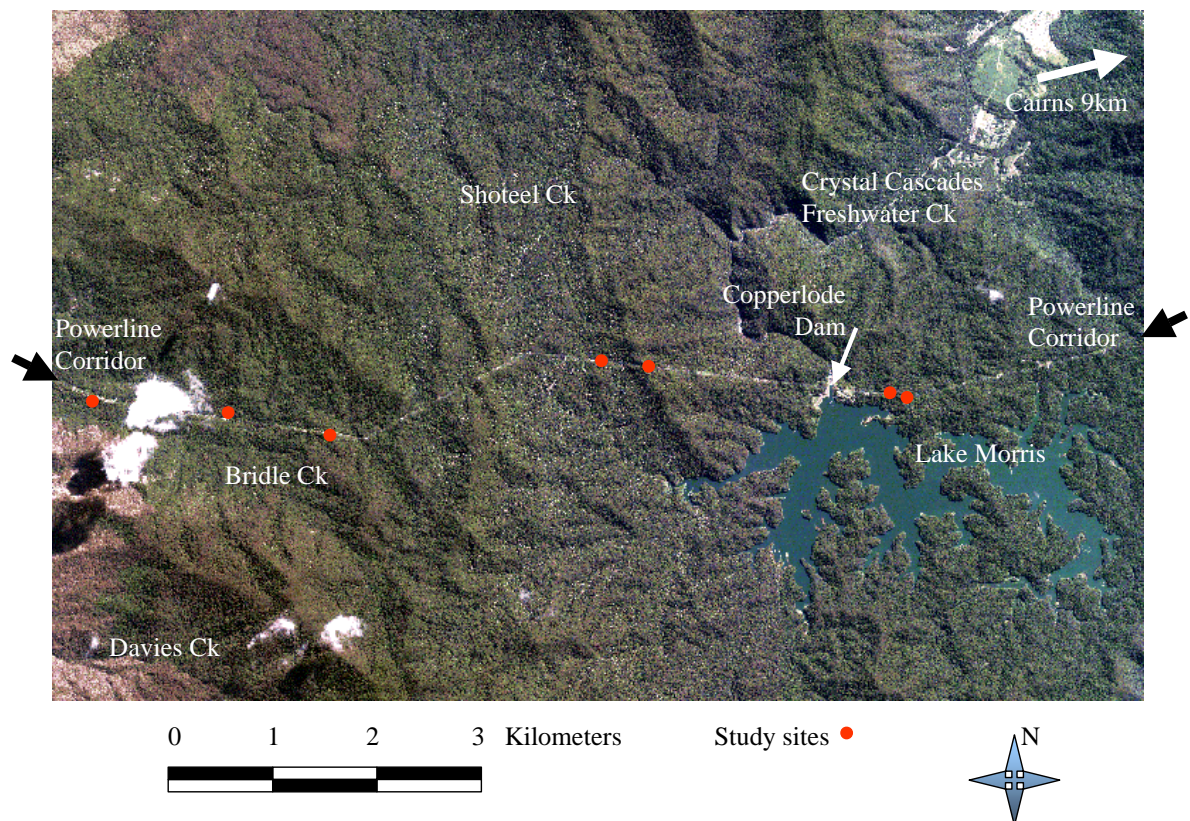 Cairns 9km
Shoteel Ck
Crystal Cascades
Freshwater Ck
Copperlode
Dam
Powerline
Corridor
Powerline
Corridor
Lake Morris
Bridle Ck
Davies Ck
0 1 2 3 Kilometers
Study sites
N